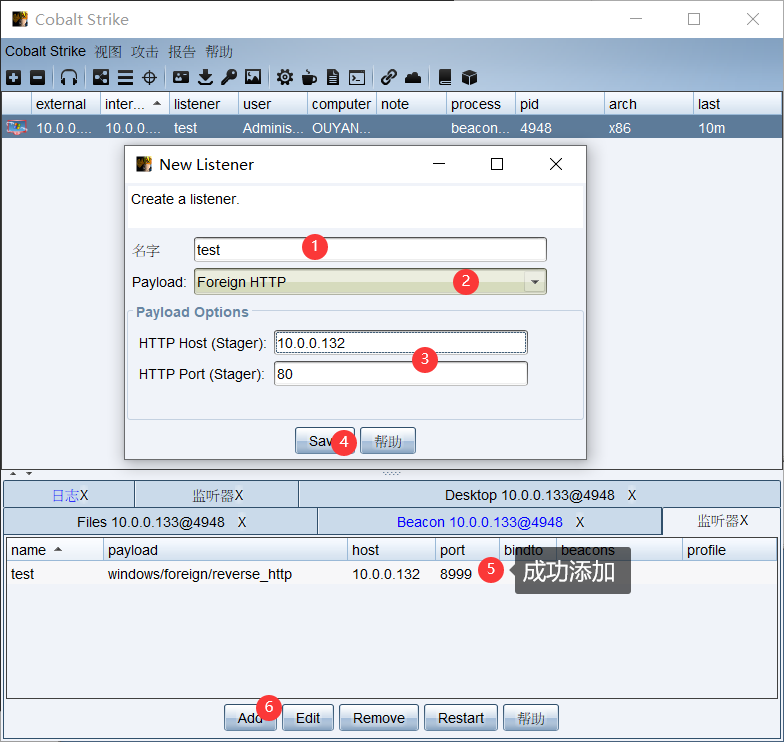 Cobalt Strike
Cobalt Strike 视图 攻击 报告 帮助
external inter... listener user computer note process pid arch last
10.0.0.... 10.0.0.... test Adminis... OUYAN... beacon... 4948 x86 10m
New Listener
Create a listener.
名字 test 1
Payload: Foreign HTTP 2
Payload Options
HTTP Host (Stager): 10.0.0.132
3
HTTP Port (Stager): 80
Sav 4 帮助
日志X 监听器X Desktop 10.0.0.133@4948 X
Files 10.0.0.133@4948 X Beacon 10.0.0.133@4948 X 监听器X
name payload host port bindto beacons profile
test windows/foreign/reverse_http 10.0.0.132 8999 5 成功添加
Add 6 Edit Remove Restart 帮助